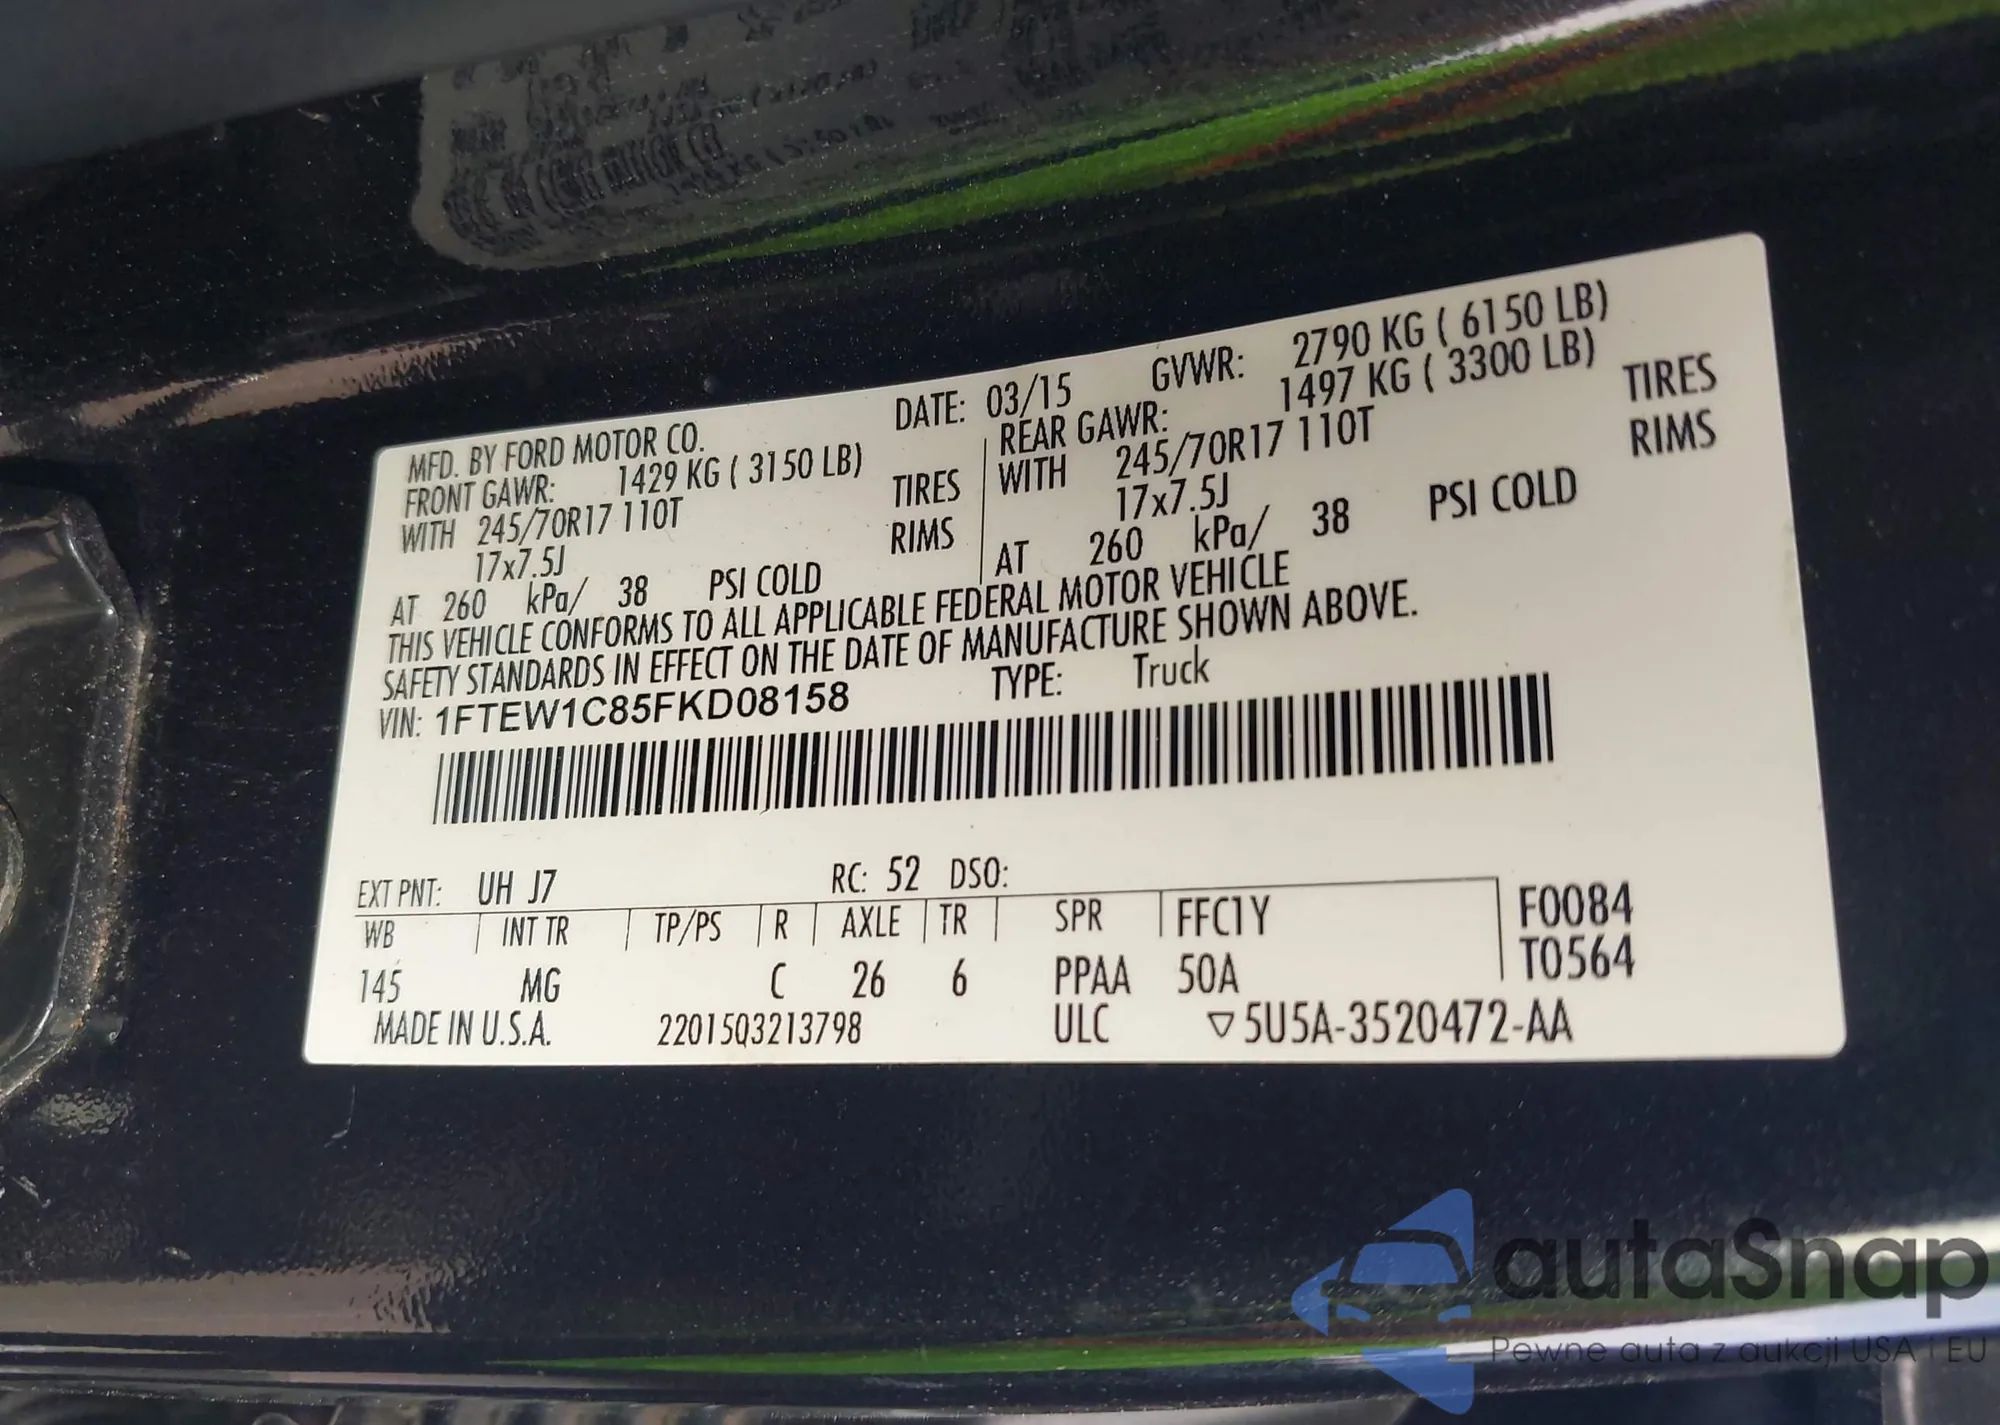 MFD. BY FORD MOTOR CO. DATE: 03/15 GVWR: 2790 KG ( 6150 LB)
FRONT GAWR: 1429 KG ( 3150 LB) REAR GAWR: 1497 KG ( 3300 LB)
WITH 245/70R17 110T TIRES WITH 245/70R17 110T TIRES
17x7.5J RIMS 17x7.5J RIMS
AT 260 kPa/ 38 PSI COLD AT 260 kPa/ 38 PSI COLD
THIS VEHICLE CONFORMS TO ALL APPLICABLE FEDERAL MOTOR VEHICLE
SAFETY STANDARDS IN EFFECT ON THE DATE OF MANUFACTURE SHOWN ABOVE.
VIN: 1FTEW1C85FKD08158 TYPE: Truck
EXT PNT: UH J7 RC: 52 DSO:
WB INT TR TP/PS R AXLE TR SPR FFC1Y F0084
145 MG C 26 6 PPAA 50A T0564
MADE IN U.S.A. 22015Q3213798 ULC ▽5U5A-3520472-AA
autaSnap
Pewne auta z aukcji USA | EU